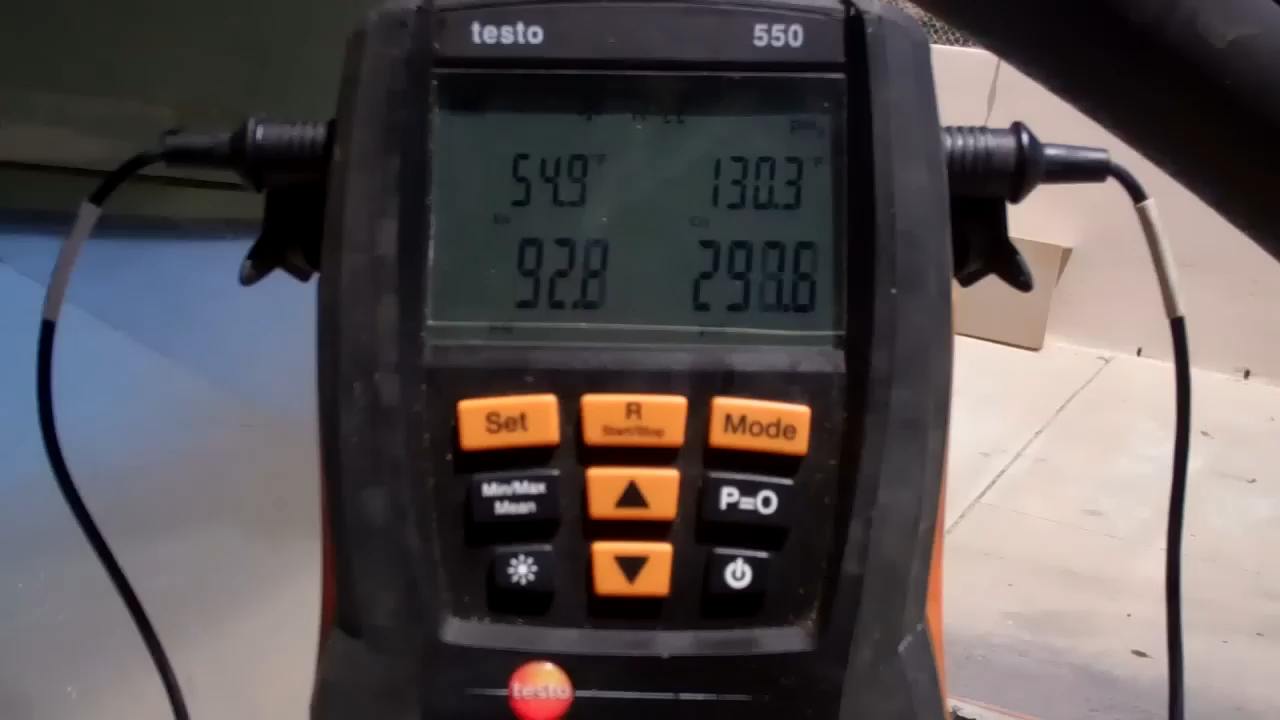 testo 550
54.9 °F 130.3 °F
92.8 298.6
Set R Start/Stop Mode
Min/Max Mean P=O
testo